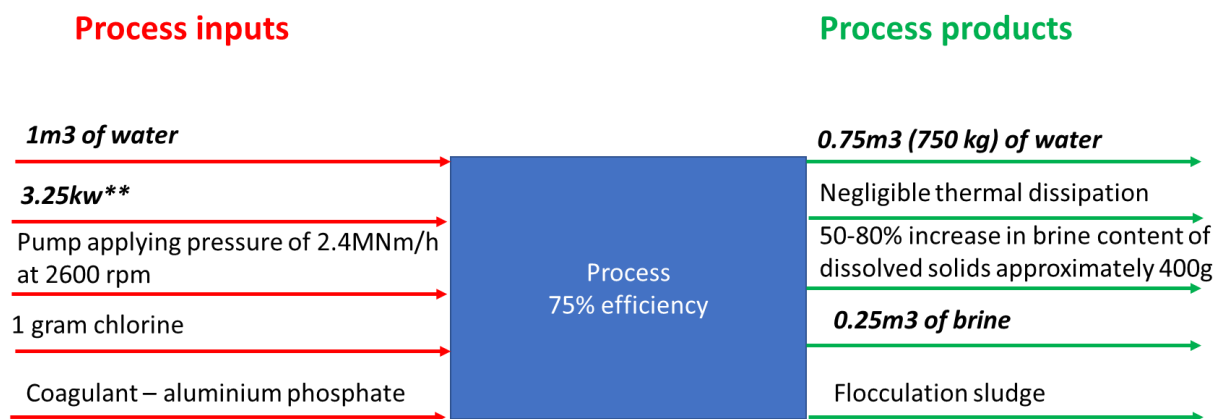 Process inputs
Process products
1m3 of water
3.25kw**
Pump applying pressure of 2.4MNm/h
at 2600 rpm
1 gram chlorine
Coagulant – aluminium phosphate
Process
75% efficiency
0.75m3 (750 kg) of water
Negligible thermal dissipation
50-80% increase in brine content of
dissolved solids approximately 400g
0.25m3 of brine
Flocculation sludge